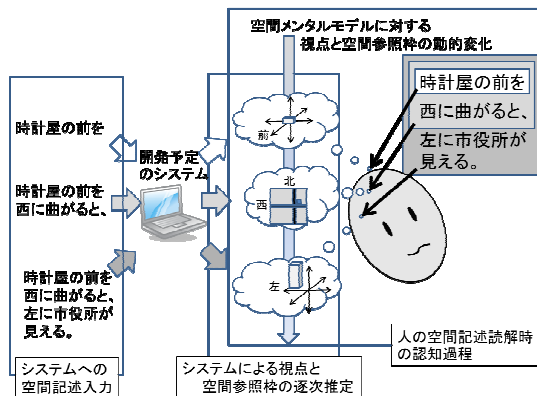 空間メンタルモデルに対する
視点と空間参照枠の動的変化
時計屋の前を
時計屋の前を
西に曲がると、
時計屋の前を
西に曲がると、
左に市役所が
見える。
開発予定
のシステム
前
北
西
左
時計屋の前を
西に曲がると、
左に市役所が
見える。
システムへの
空間記述入力
システムによる視点と
空間参照枠の逐次推定
人の空間記述読解時
の認知過程